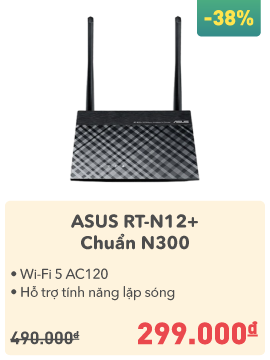 -38%
ASUS
ASUS RT-N12+
Chuẩn N300
• Wi-Fi 5 AC120
• Hỗ trợ tính năng lặp sóng
490.000đ
299.000đ